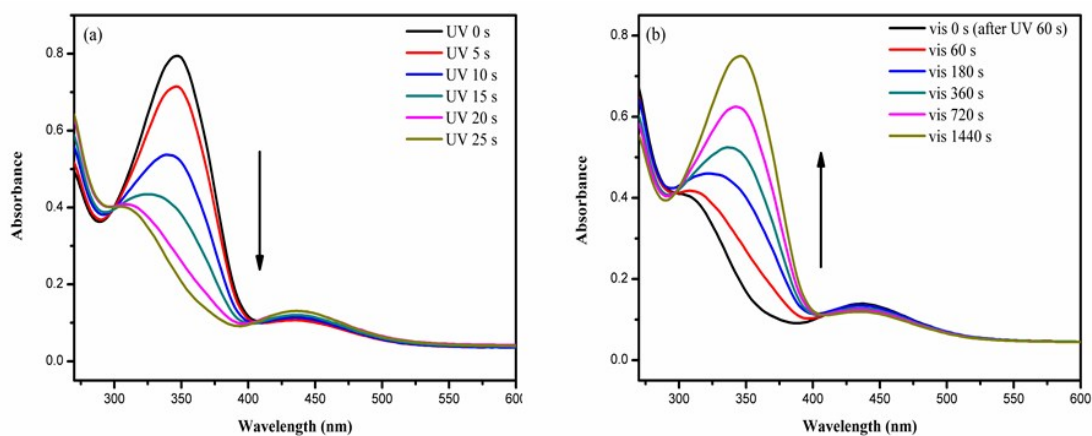 (a)
UV 0 s
UV 5 s
UV 10 s
UV 15 s
UV 20 s
UV 25 s
0.8
0.6
0.4
0.2
0.0
Absorbance
300 350 400 450 500 550 600
Wavelength (nm)
(b)
vis 0 s (after UV 60 s)
vis 60 s
vis 180 s
vis 360 s
vis 720 s
vis 1440 s
0.8
0.6
0.4
0.2
0.0
Absorbance
300 350 400 450 500 550 600
Wavelength (nm)